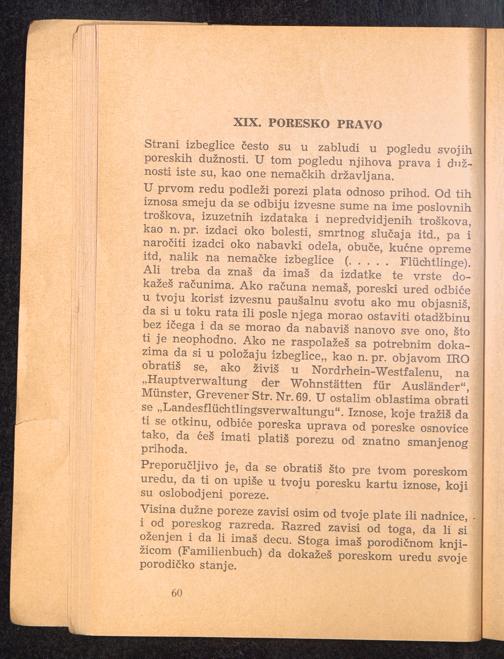 XIX. PORESKO PRAVO
Strani izbeglice često su u zabludi u pogledu svojih
poreskih dužnosti. U tom pogledu njihova prava i duž-
nosti iste su, kao one nemačkih državljana.
U prvom redu podleži porezi plata odnoso prihod. Od tih
iznosa smeju da se odbiju izvesne sume na ime poslovnih
troškova, izuzetnih izdataka i nepredvidjenih troškova,
kao n. pr. izdaci oko bolesti, smrtnog slučaja itd., pa i
naročiti izadci oko nabavki odela, obuče, kućne opreme
itd, nalik na nemačke izbeglice (. . . . . Flüchtlinge).
Ali treba da znaš da imaš da izdatke te vrste do-
kažeš računima. Ako računa nemaš, poreski ured odbiće
u tvoju korist izvesnu paušalnu svotu ako mu objasniš,
da si u toku rata ili posle njega morao ostaviti otadžbinu
bez ičega i da se morao da nabaviš nanovo sve ono, što
ti je neophodno. Ako ne raspolažeš sa potrebnim doka-
zima da si u položaju izbeglice„ kao n. pr. objavom IRO
obratiš se, ako živiš u Nordrhein-Westfalenu, na
„Hauptverwaltung der Wohnstätten für Ausländer“,
Münster, Grevener Str. Nr. 69. U ostalim oblastima obrati
se „Landesflüchtlingsverwaltungu“. Iznose, koje tražiš da
ti se otkinu, odbiće poreska uprava od poreske osnovice
tako, da ćeš imati platiš porezu od znatno smanjenog
prihoda.
Preporučljivo je, da se obratiš što pre tvom poreskom
uredu, da ti on upiše u tvoju poresku kartu iznose, koji
su oslobodjeni poreze.
Visina dužne poreze zavisi osim od tvoje plate ili nadnice,
i od poreskog razreda. Razred zavisi od toga, da li si
oženjen i da li imaš decu. Stoga imaš porodičnom knji-
žicom (Familienbuch) da dokažeš poreskom uredu svoje
porodičko stanje.
60